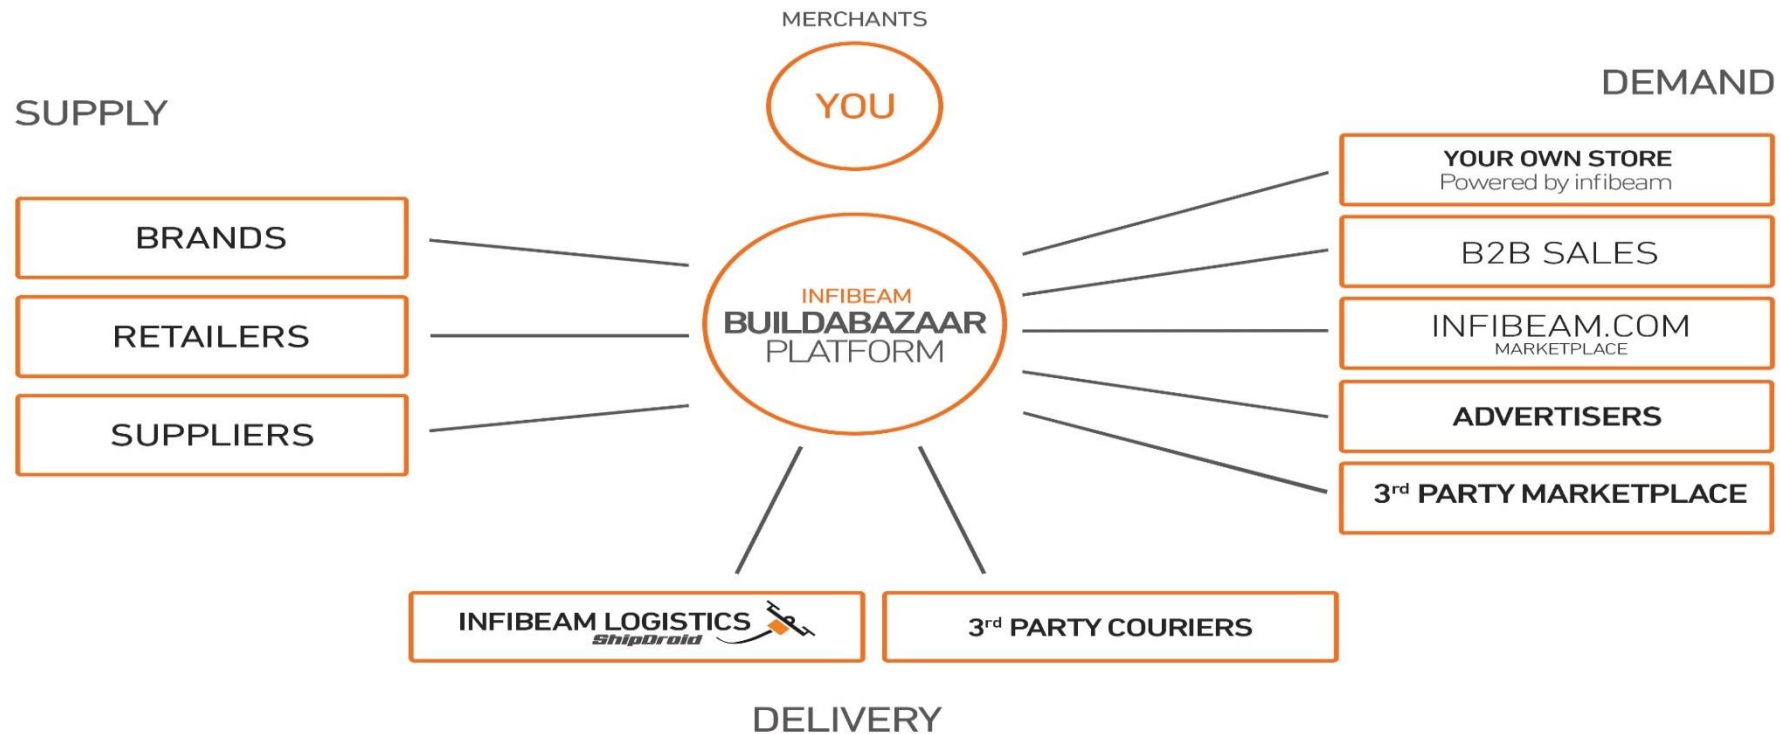 MERCHANTS
YOU
SUPPLY
BRANDS
RETAILERS
SUPPLIERS
INFIBEAM
BUILDABAZAAR
PLATFORM
DEMAND
YOUR OWN STORE
Powered by infibeam
B2B SALES
INFIBEAM.COM
MARKETPLACE
ADVERTISERS
3rd PARTY MARKETPLACE
INFIBEAM LOGISTICS
ShipDroid
3rd PARTY COURIERS
DELIVERY